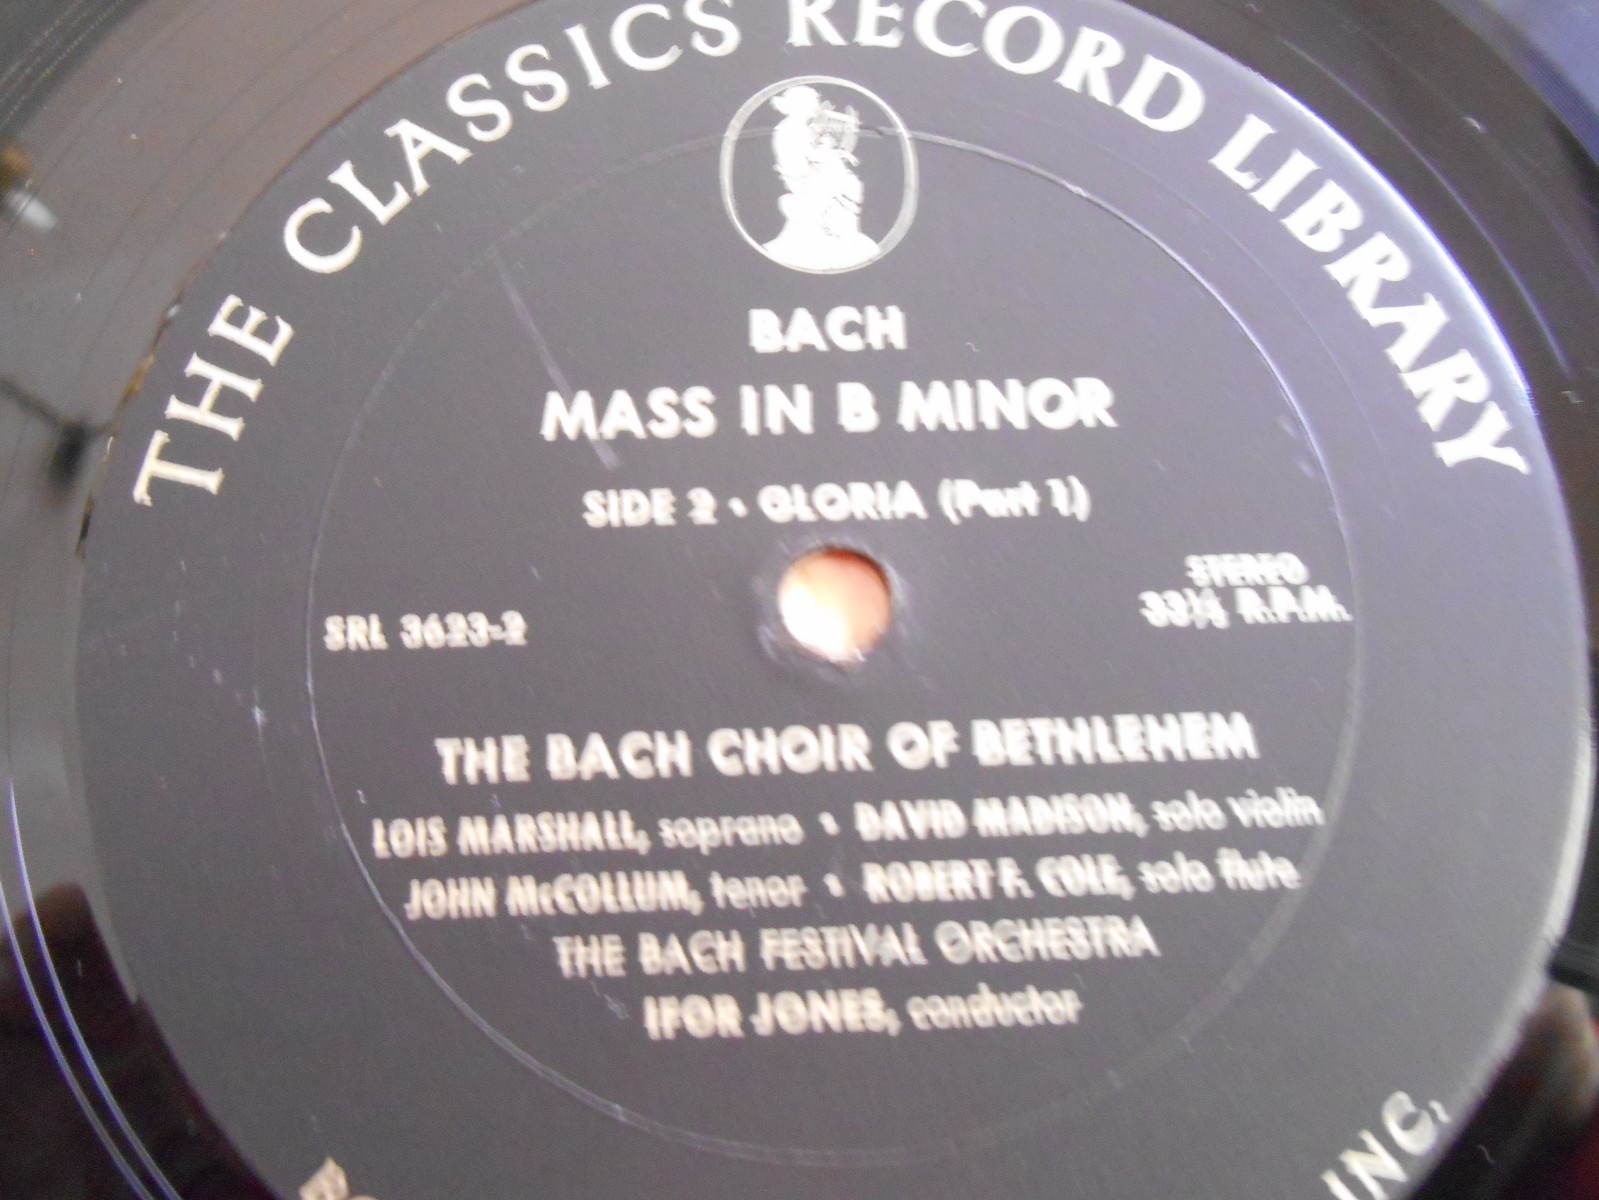 THE CLASSICS RECORD LIBRARY
BACH
MASS IN B MINOR
SIDE 2 • GLORIA (Part 1)
STEREO
33⅓ R.P.M.
SRL 3623-2
THE BACH CHOIR OF BETHLEHEM
LOIS MARSHALL, soprano • DAVID MADISON, solo violin
JOHN McCOLLUM, tenor • ROBERT F. COLE, solo flute
THE BACH FESTIVAL ORCHESTRA
IFOR JONES, conductor
INC.